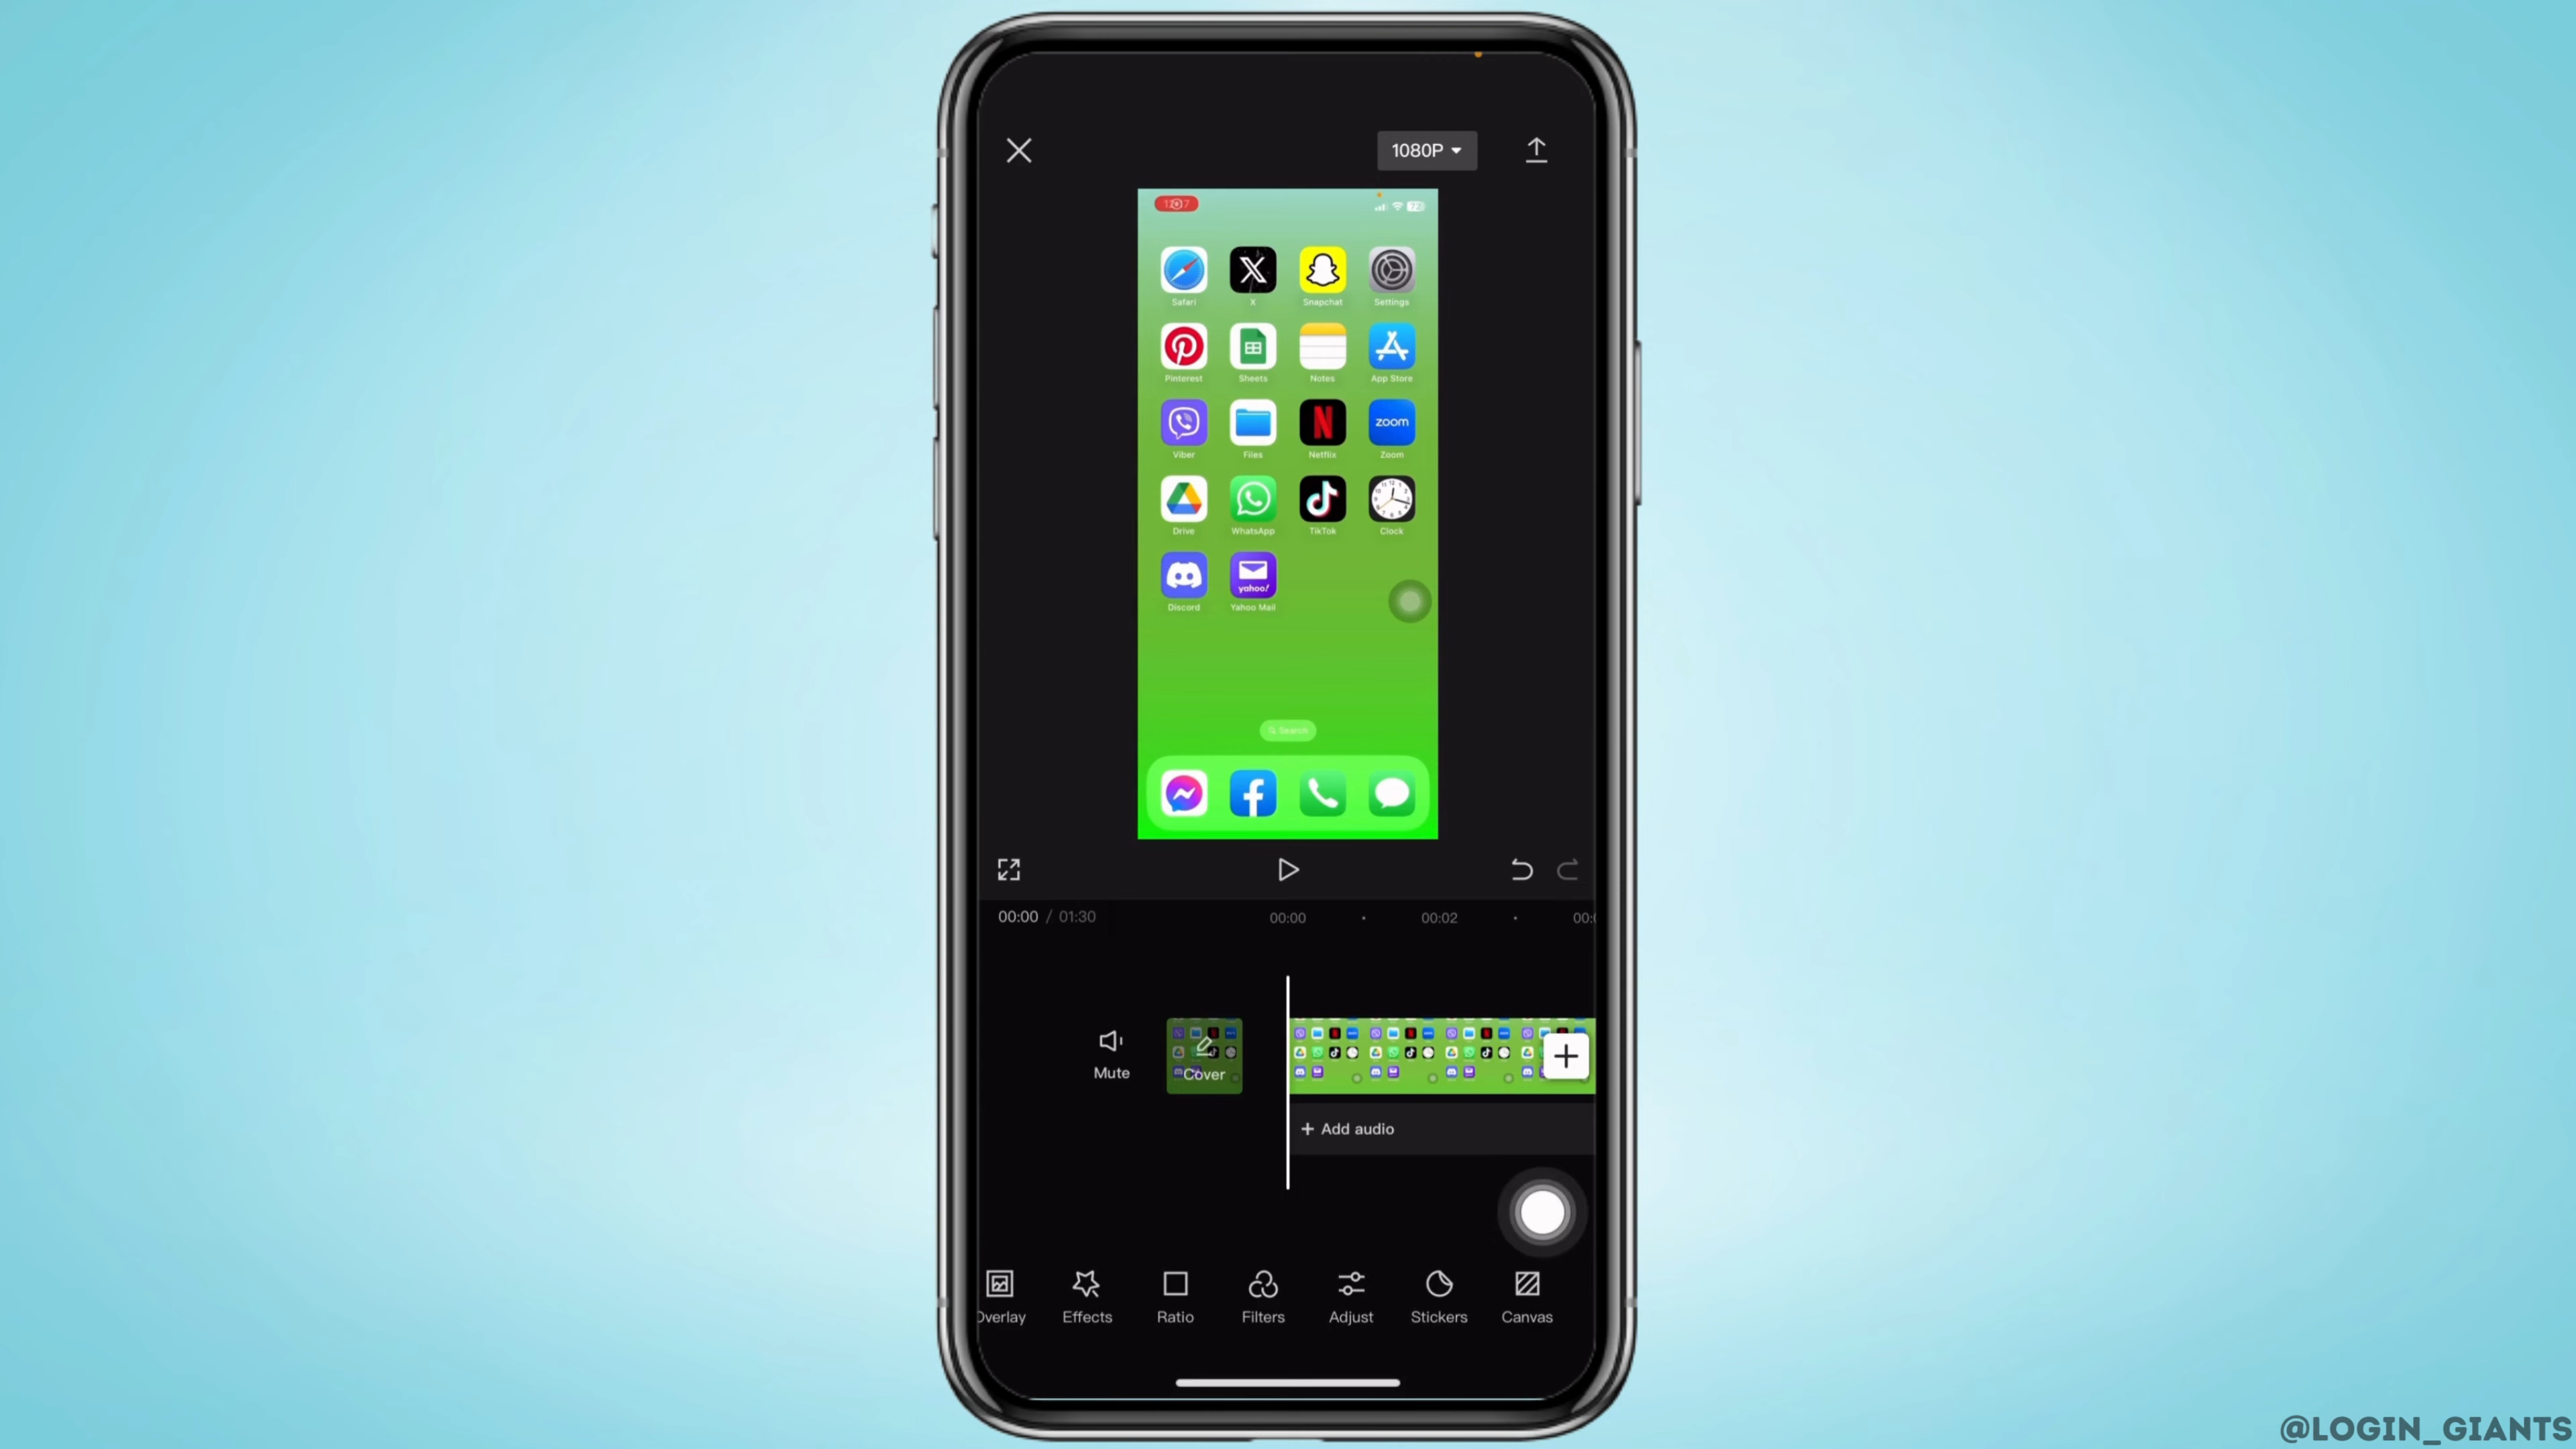 1080P
Safari X Snapchat Settings
Pinterest Sheets Notes App Store
Viber Files Netflix zoom Zoom
Drive WhatsApp TikTok Clock
yahoo!
Discord Yahoo Mail
Search
00:00 / 01:30 00:00 00:02
Mute Cover
+ Add audio
Overlay Effects Ratio Filters Adjust Stickers Canvas
@LOGIN_GIANTS